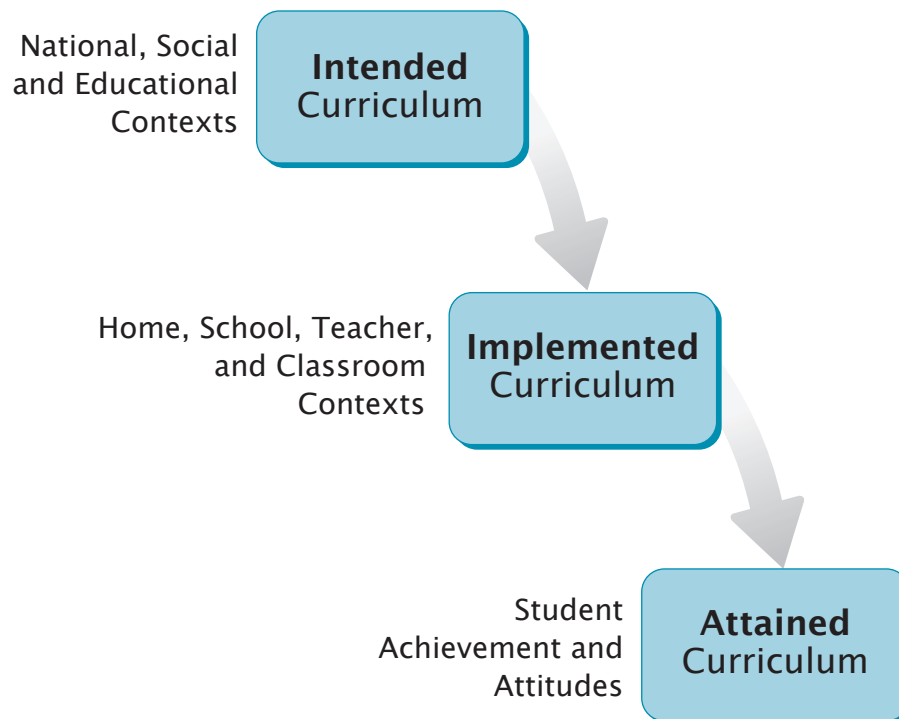 National, Social
and Educational
Contexts
Intended
Curriculum
Home, School, Teacher,
and Classroom
Contexts
Implemented
Curriculum
Student
Achievement and
Attitudes
Attained
Curriculum